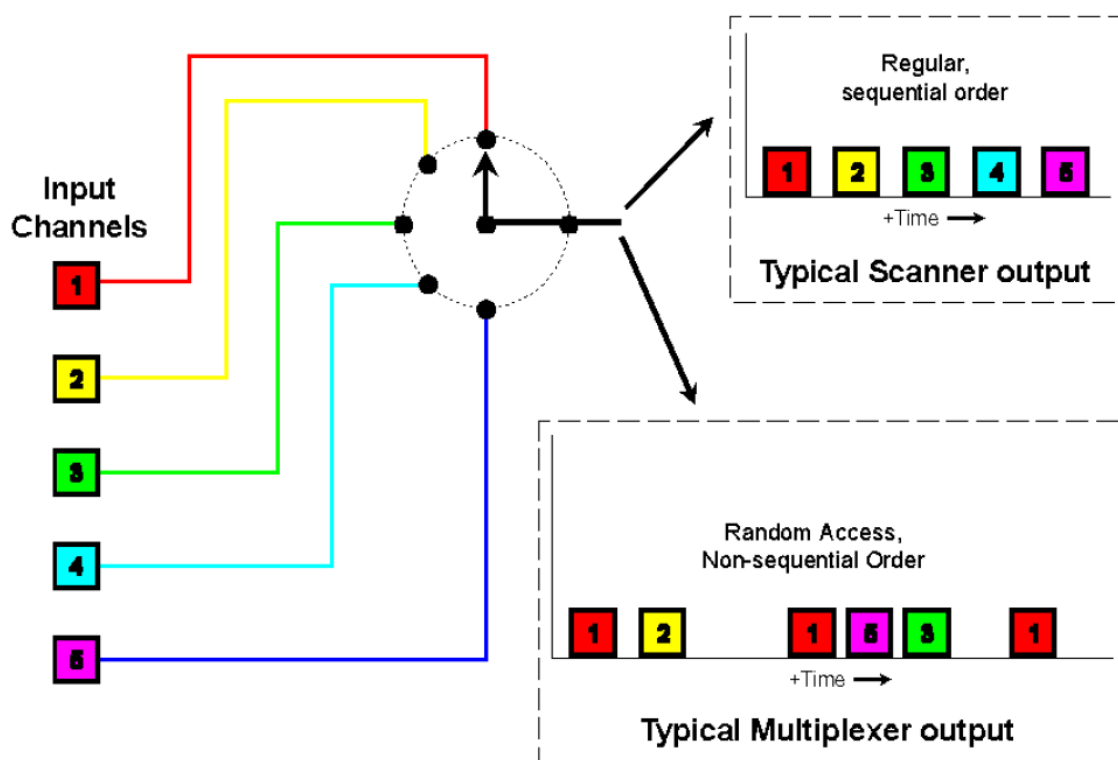 Input
Channels
1
2
3
4
5
Regular,
sequential order
1 2 3 4 5
+Time
Typical Scanner output
Random Access,
Non-sequential Order
1 2 1 5 3 1
+Time
Typical Multiplexer output